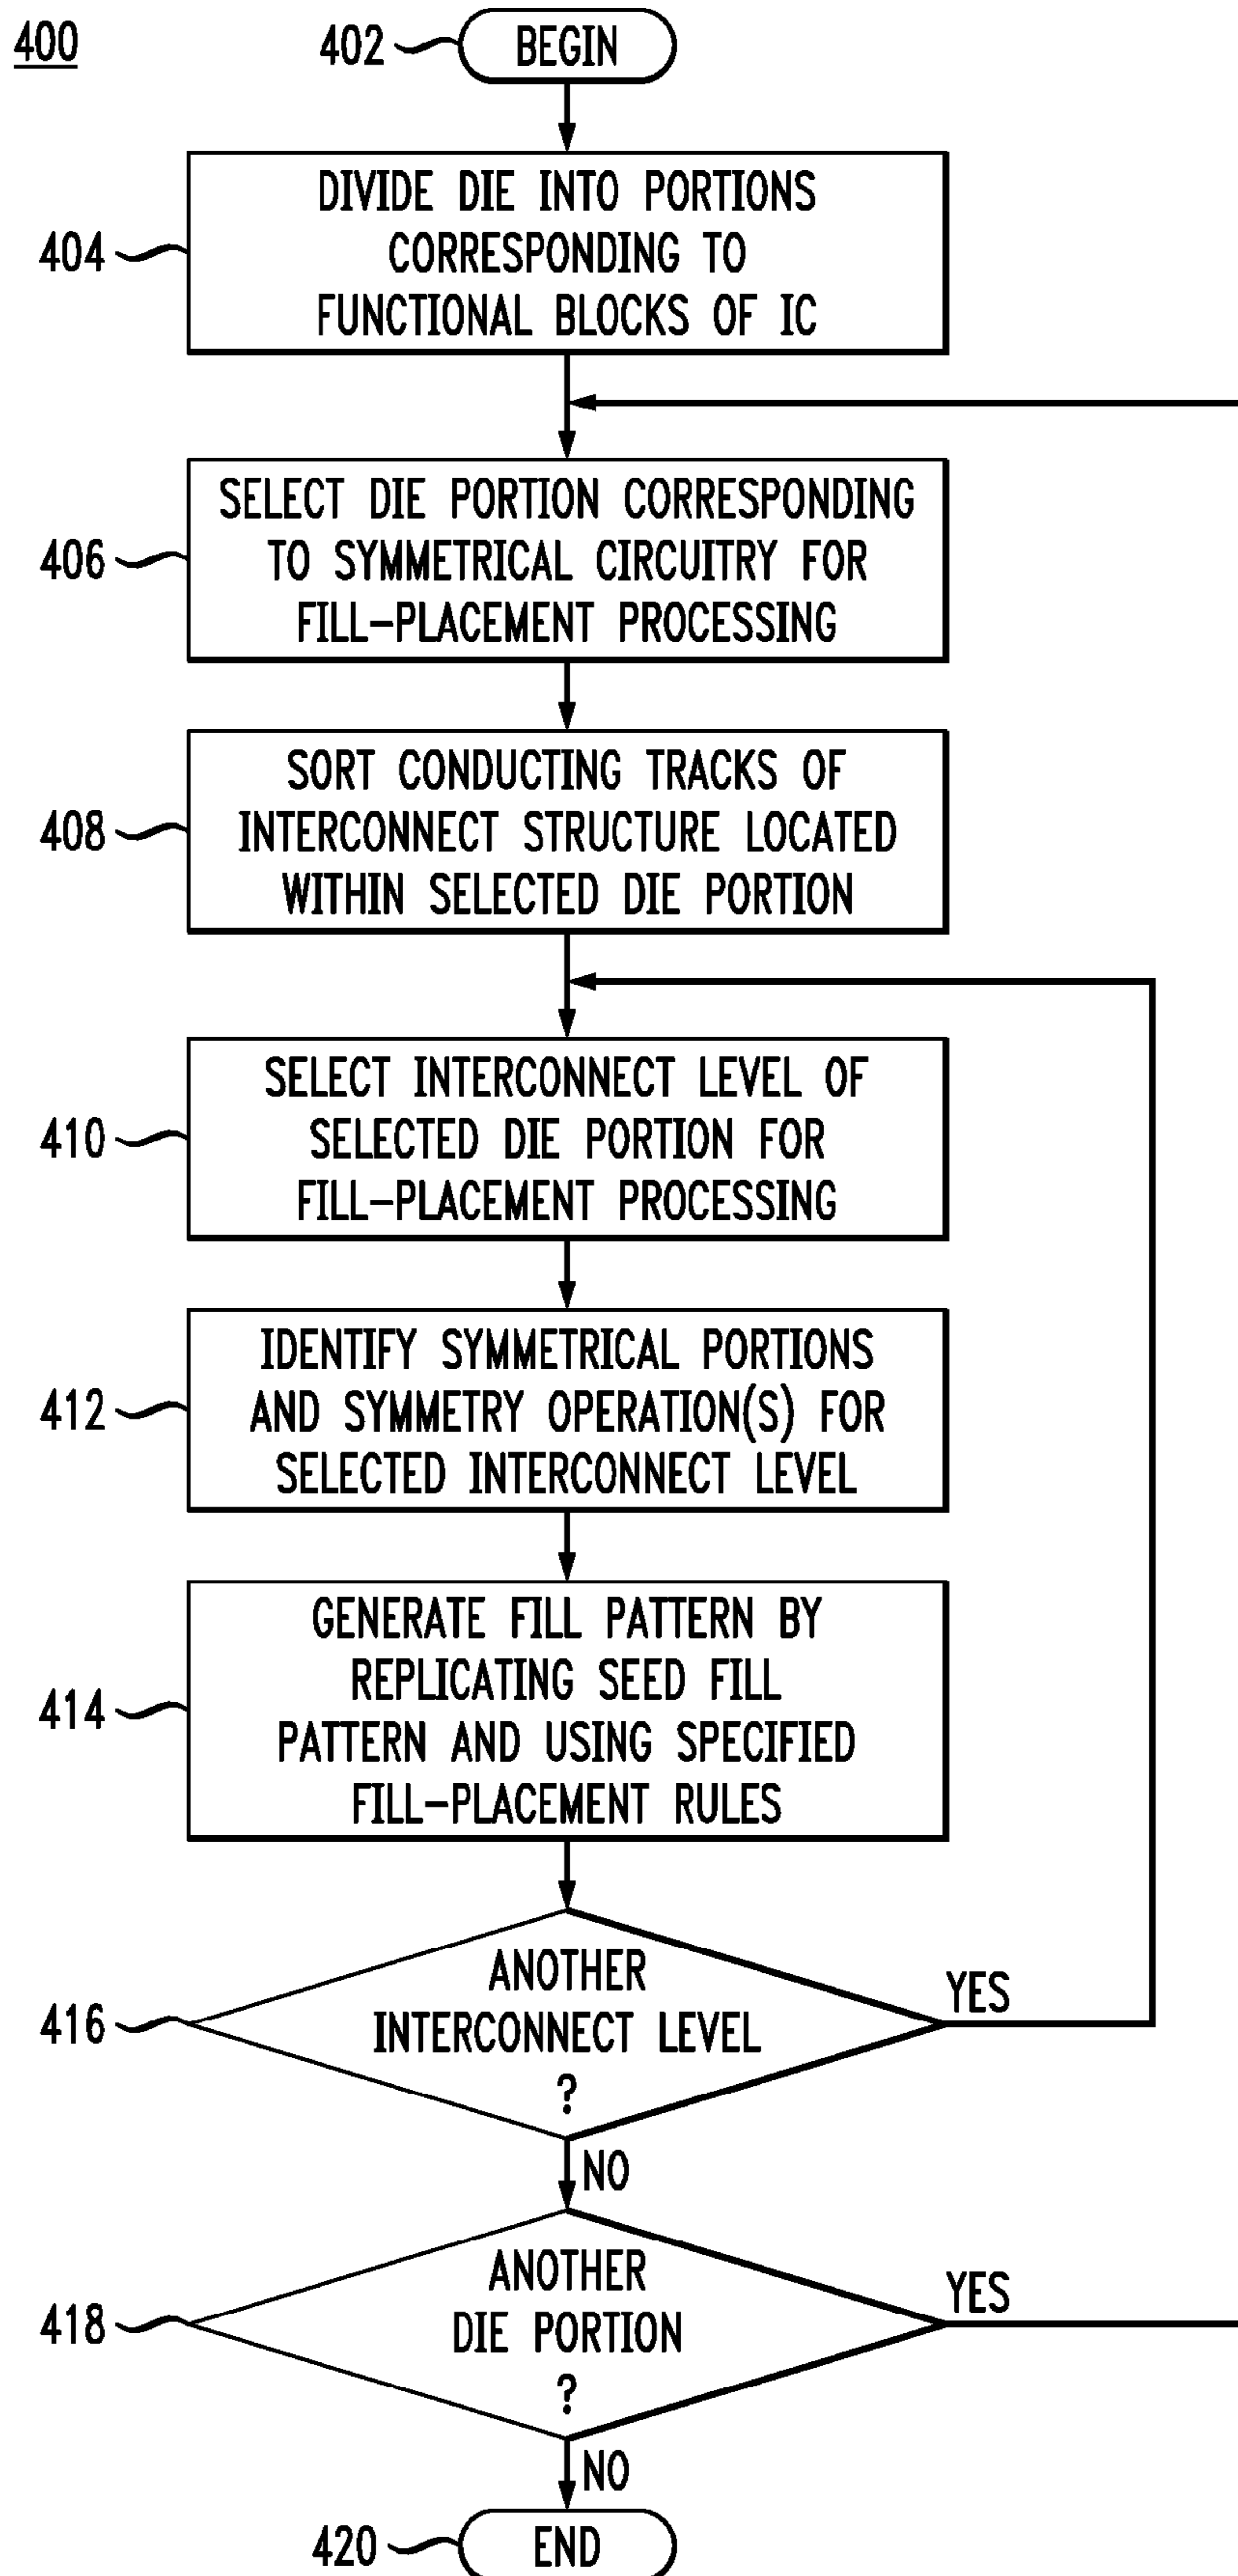 400
402
BEGIN
404
DIVIDE DIE INTO PORTIONS
CORRESPONDING TO
FUNCTIONAL BLOCKS OF IC
406
SELECT DIE PORTION CORRESPONDING
TO SYMMETRICAL CIRCUITRY FOR
FILL-PLACEMENT PROCESSING
408
SORT CONDUCTING TRACKS OF
INTERCONNECT STRUCTURE LOCATED
WITHIN SELECTED DIE PORTION
410
SELECT INTERCONNECT LEVEL OF
SELECTED DIE PORTION FOR
FILL-PLACEMENT PROCESSING
412
IDENTIFY SYMMETRICAL PORTIONS
AND SYMMETRY OPERATION(S) FOR
SELECTED INTERCONNECT LEVEL
414
GENERATE FILL PATTERN BY
REPLICATING SEED FILL
PATTERN AND USING SPECIFIED
FILL-PLACEMENT RULES
416
ANOTHER
INTERCONNECT LEVEL
?
YES
NO
418
ANOTHER
DIE PORTION
?
YES
NO
420
END